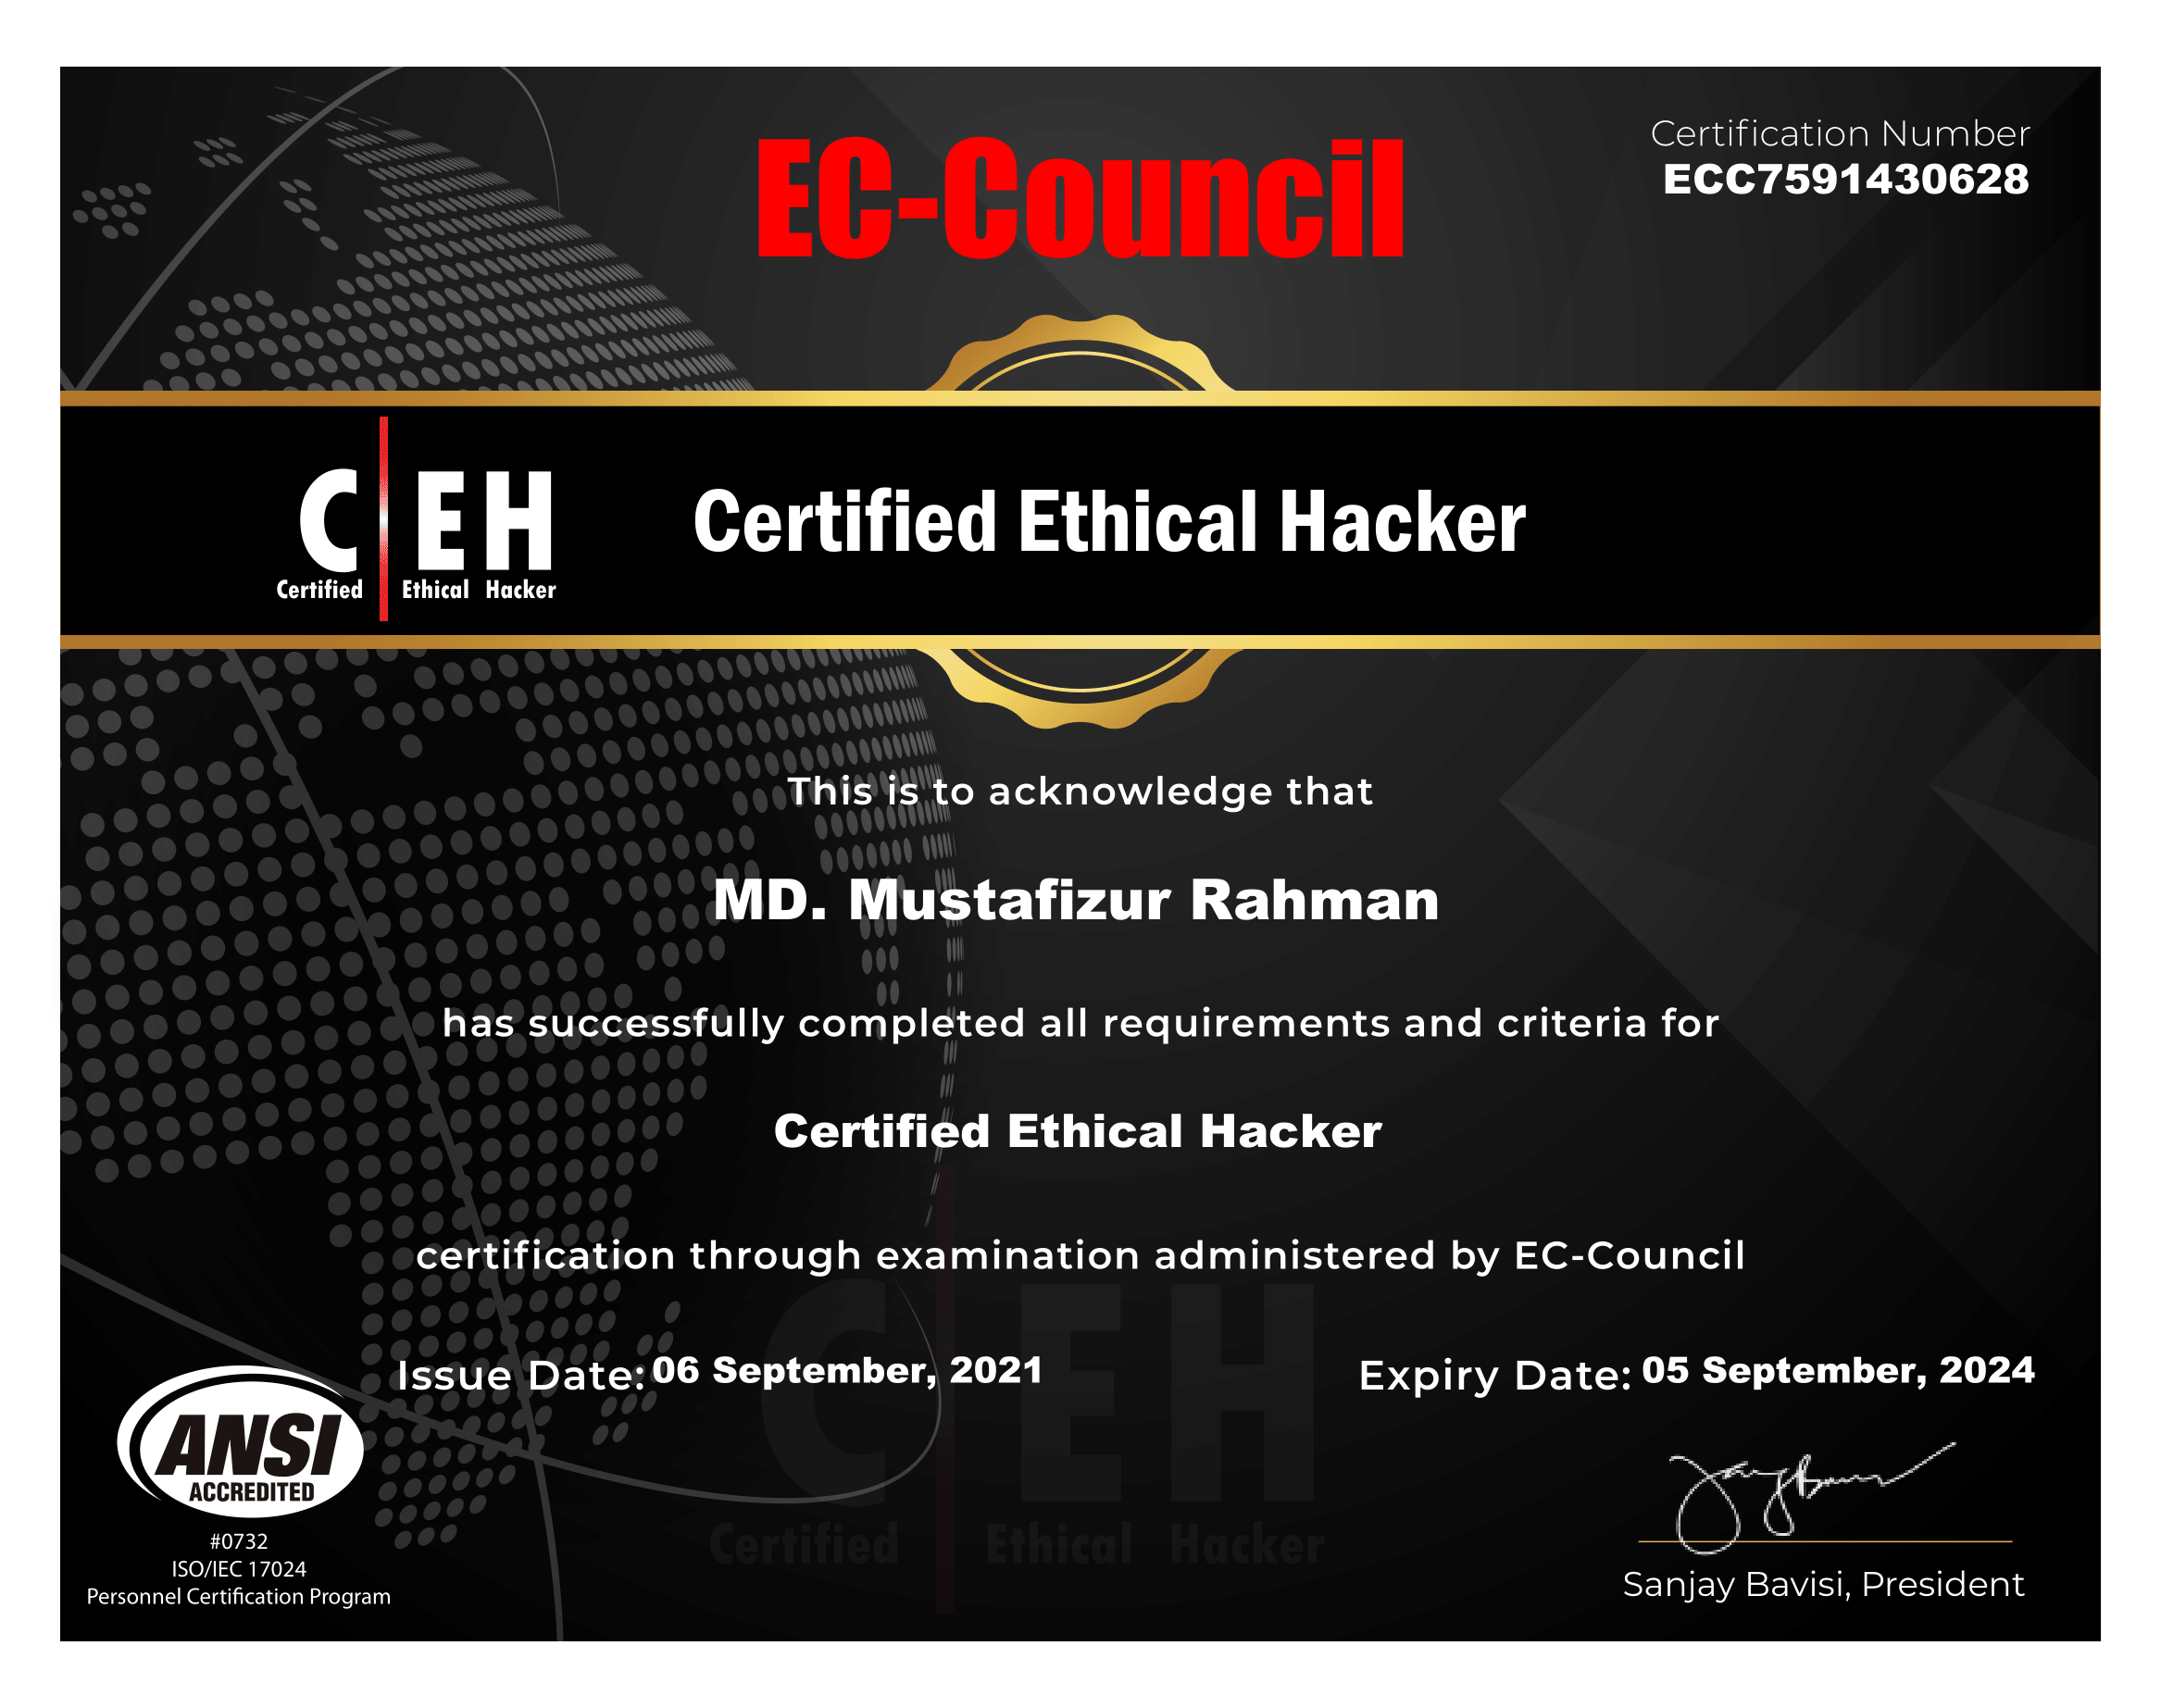 EC-Council
Certification Number
ECC7591430628
C EH
Certified Ethical Hacker
Certified Ethical Hacker
This is to acknowledge that
MD. Mustafizur Rahman
has successfully completed all requirements and criteria for
Certified Ethical Hacker
certification through examination administered by EC-Council
Issue Date: 06 September, 2021
Expiry Date: 05 September, 2024
C EH
Certified Ethical Hacker
ANSI
ACCREDITED
#0732
ISO/IEC 17024
Personnel Certification Program
Sanjay Bavisi, President